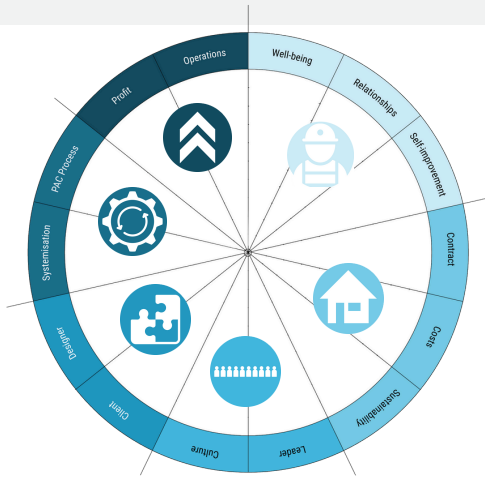 Operations
Well-being
Relationships
Self-improvement
Contract
Costs
Sustainability
Leader
Culture
Client
Designer
Systemisation
PAC Process
Profit